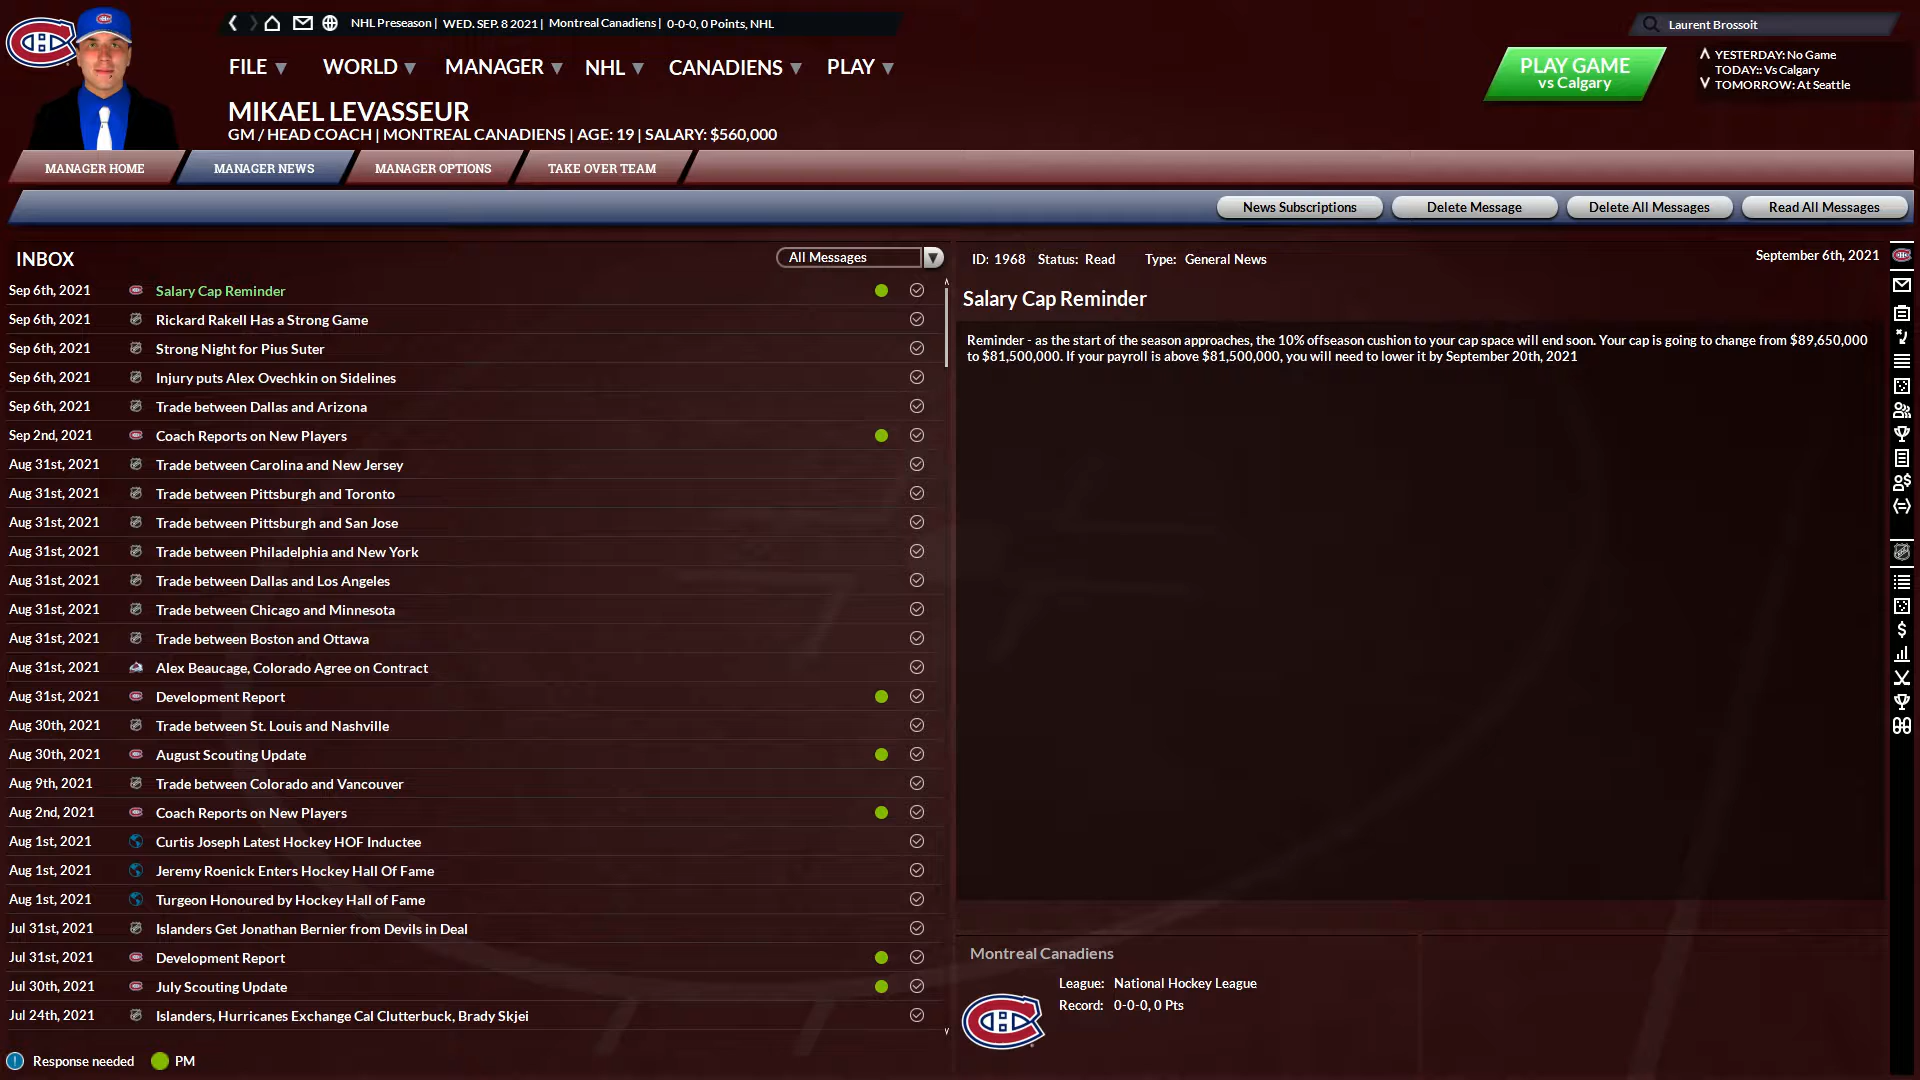 NHL Preseason | WED. SEP. 8 2021 | Montreal Canadiens | 0-0-0, 0 Points, NHL
Laurent Brossoit
FILE WORLD MANAGER NHL CANADIENS PLAY
PLAY GAME
vs Calgary
YESTERDAY: No Game
TODAY:: Vs Calgary
TOMORROW: At Seattle
MIKAEL LEVASSEUR
GM / HEAD COACH | MONTREAL CANADIENS | AGE: 19 | SALARY: $560,000
MANAGER HOME MANAGER NEWS MANAGER OPTIONS TAKE OVER TEAM
News Subscriptions Delete Message Delete All Messages Read All Messages
INBOX All Messages
Sep 6th, 2021 Salary Cap Reminder
Sep 6th, 2021 Rickard Rakell Has a Strong Game
Sep 6th, 2021 Strong Night for Pius Suter
Sep 6th, 2021 Injury puts Alex Ovechkin on Sidelines
Sep 6th, 2021 Trade between Dallas and Arizona
Sep 2nd, 2021 Coach Reports on New Players
Aug 31st, 2021 Trade between Carolina and New Jersey
Aug 31st, 2021 Trade between Pittsburgh and Toronto
Aug 31st, 2021 Trade between Pittsburgh and San Jose
Aug 31st, 2021 Trade between Philadelphia and New York
Aug 31st, 2021 Trade between Dallas and Los Angeles
Aug 31st, 2021 Trade between Chicago and Minnesota
Aug 31st, 2021 Trade between Boston and Ottawa
Aug 31st, 2021 Alex Beaucage, Colorado Agree on Contract
Aug 31st, 2021 Development Report
Aug 30th, 2021 Trade between St. Louis and Nashville
Aug 30th, 2021 August Scouting Update
Aug 9th, 2021 Trade between Colorado and Vancouver
Aug 2nd, 2021 Coach Reports on New Players
Aug 1st, 2021 Curtis Joseph Latest Hockey HOF Inductee
Aug 1st, 2021 Jeremy Roenick Enters Hockey Hall Of Fame
Aug 1st, 2021 Turgeon Honoured by Hockey Hall of Fame
Jul 31st, 2021 Islanders Get Jonathan Bernier from Devils in Deal
Jul 31st, 2021 Development Report
Jul 30th, 2021 July Scouting Update
Jul 24th, 2021 Islanders, Hurricanes Exchange Cal Clutterbuck, Brady Skjei
Response needed PM
ID: 1968 Status: Read Type: General News September 6th, 2021
Salary Cap Reminder
Reminder - as the start of the season approaches, the 10% offseason cushion to your cap space will end soon. Your cap is going to change from $89,650,000
to $81,500,000. If your payroll is above $81,500,000, you will need to lower it by September 20th, 2021
Montreal Canadiens
League: National Hockey League
Record: 0-0-0, 0 Pts